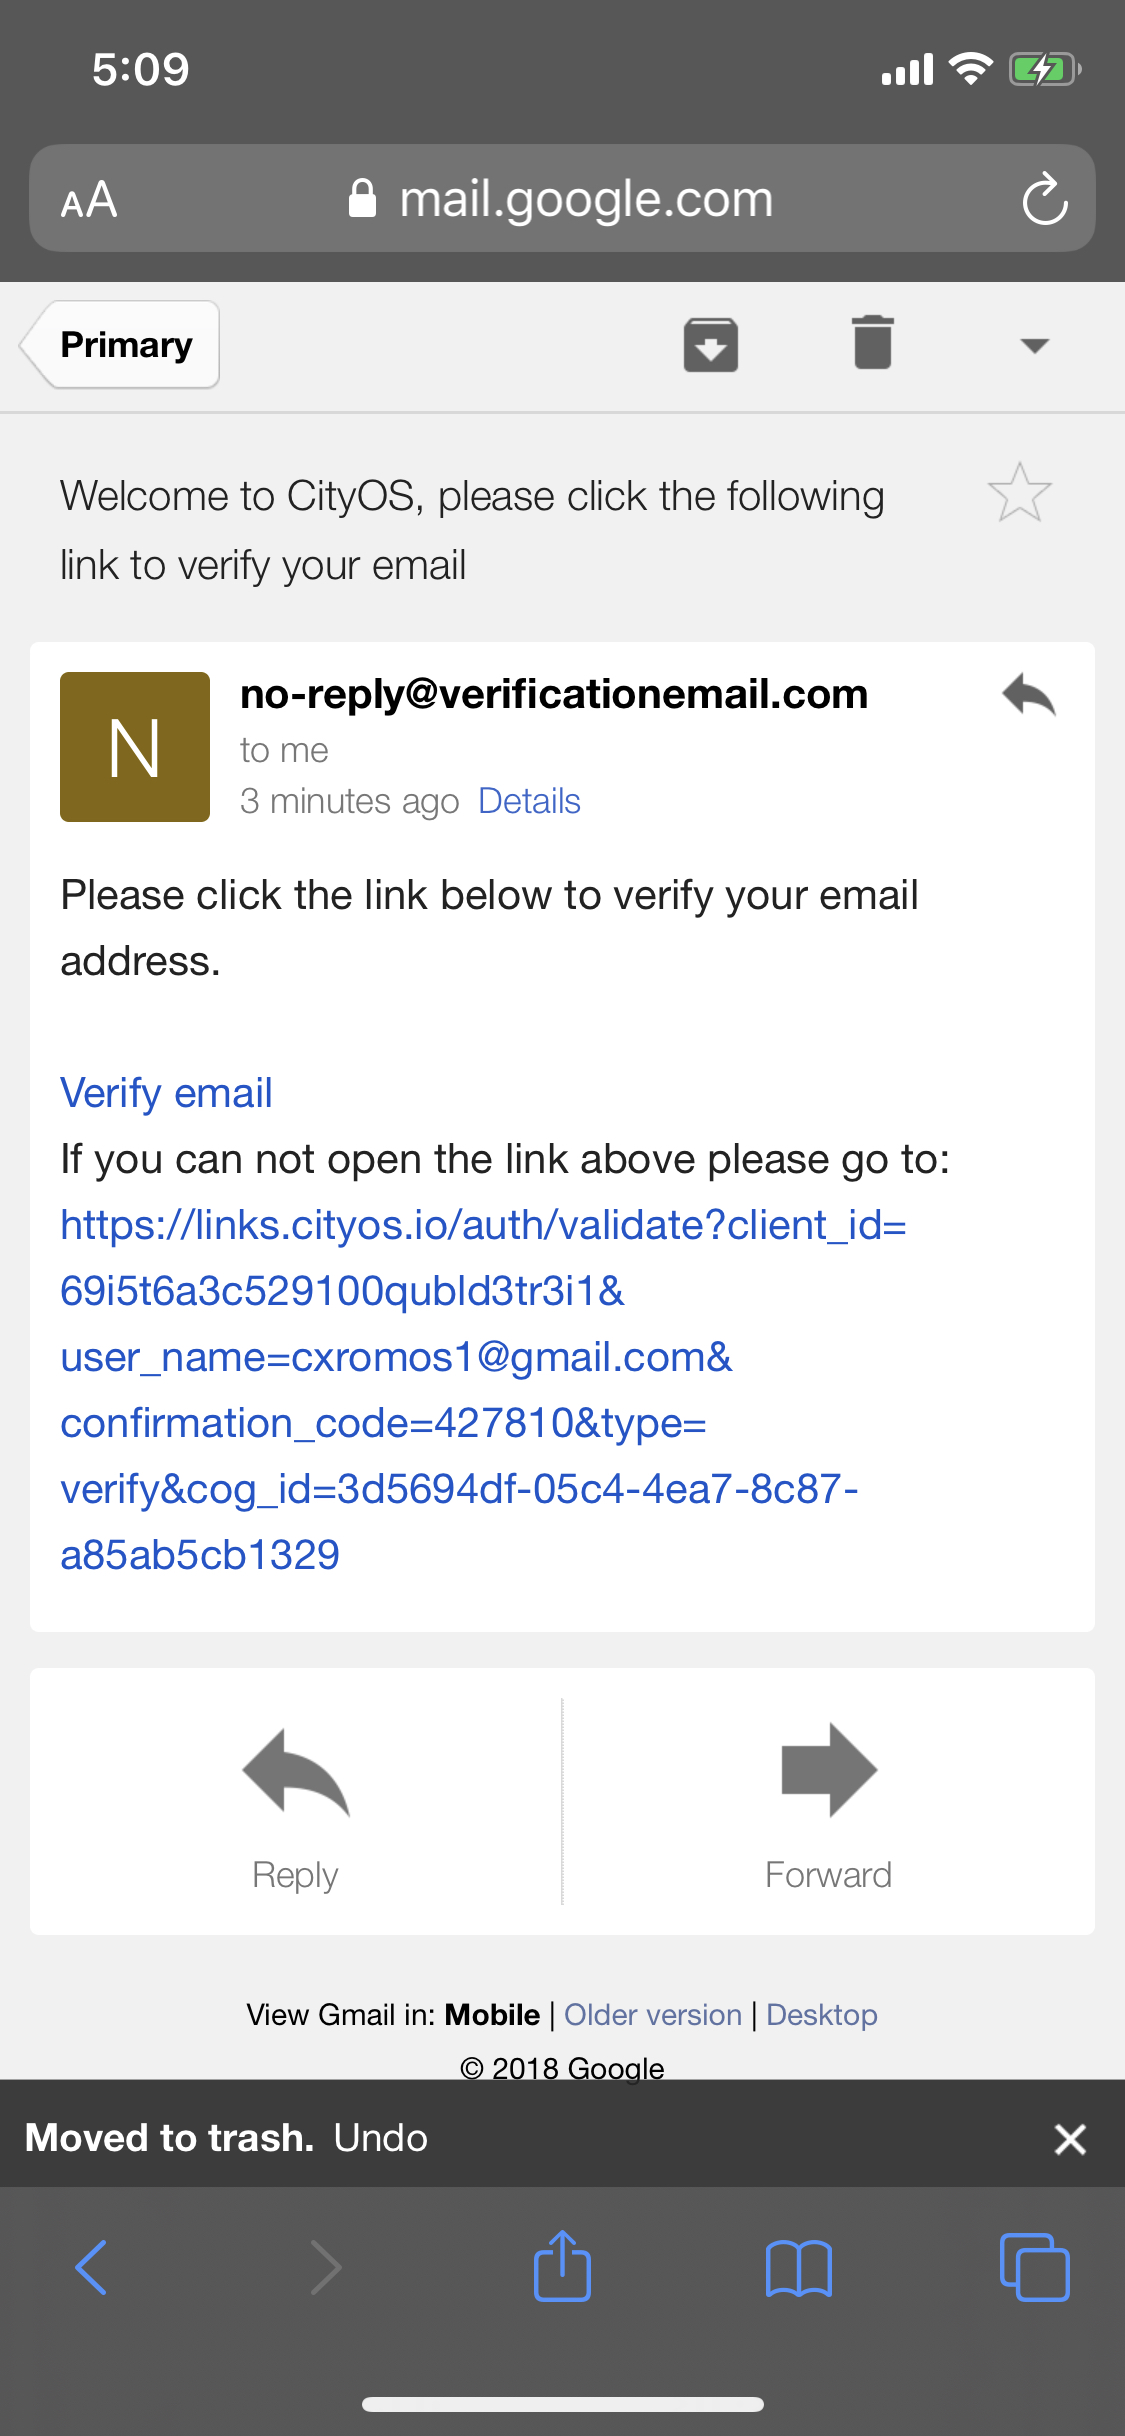 5:09
AA
mail.google.com
Primary
Welcome to CityOS, please click the following
link to verify your email
N
no-reply@verificationemail.com
to me
3 minutes ago Details
Please click the link below to verify your email
address.
Verify email
If you can not open the link above please go to:
https://links.cityos.io/auth/validate?client_id=
69i5t6a3c529100qubld3tr3i1&
user_name=cxromos1@gmail.com&
confirmation_code=427810&type=
verify&cog_id=3d5694df-05c4-4ea7-8c87-
a85ab5cb1329
Reply
Forward
View Gmail in: Mobile | Older version | Desktop
© 2018 Google
Moved to trash. Undo